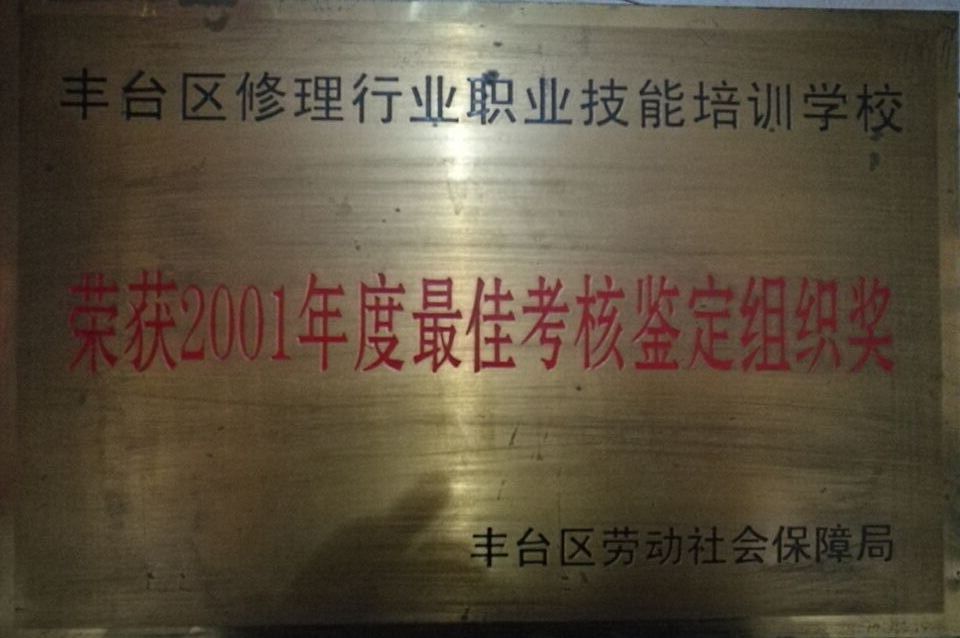 丰台区修理行业职业技能培训学校
荣获2001年度最佳考核鉴定组织奖
丰台区劳动社会保障局